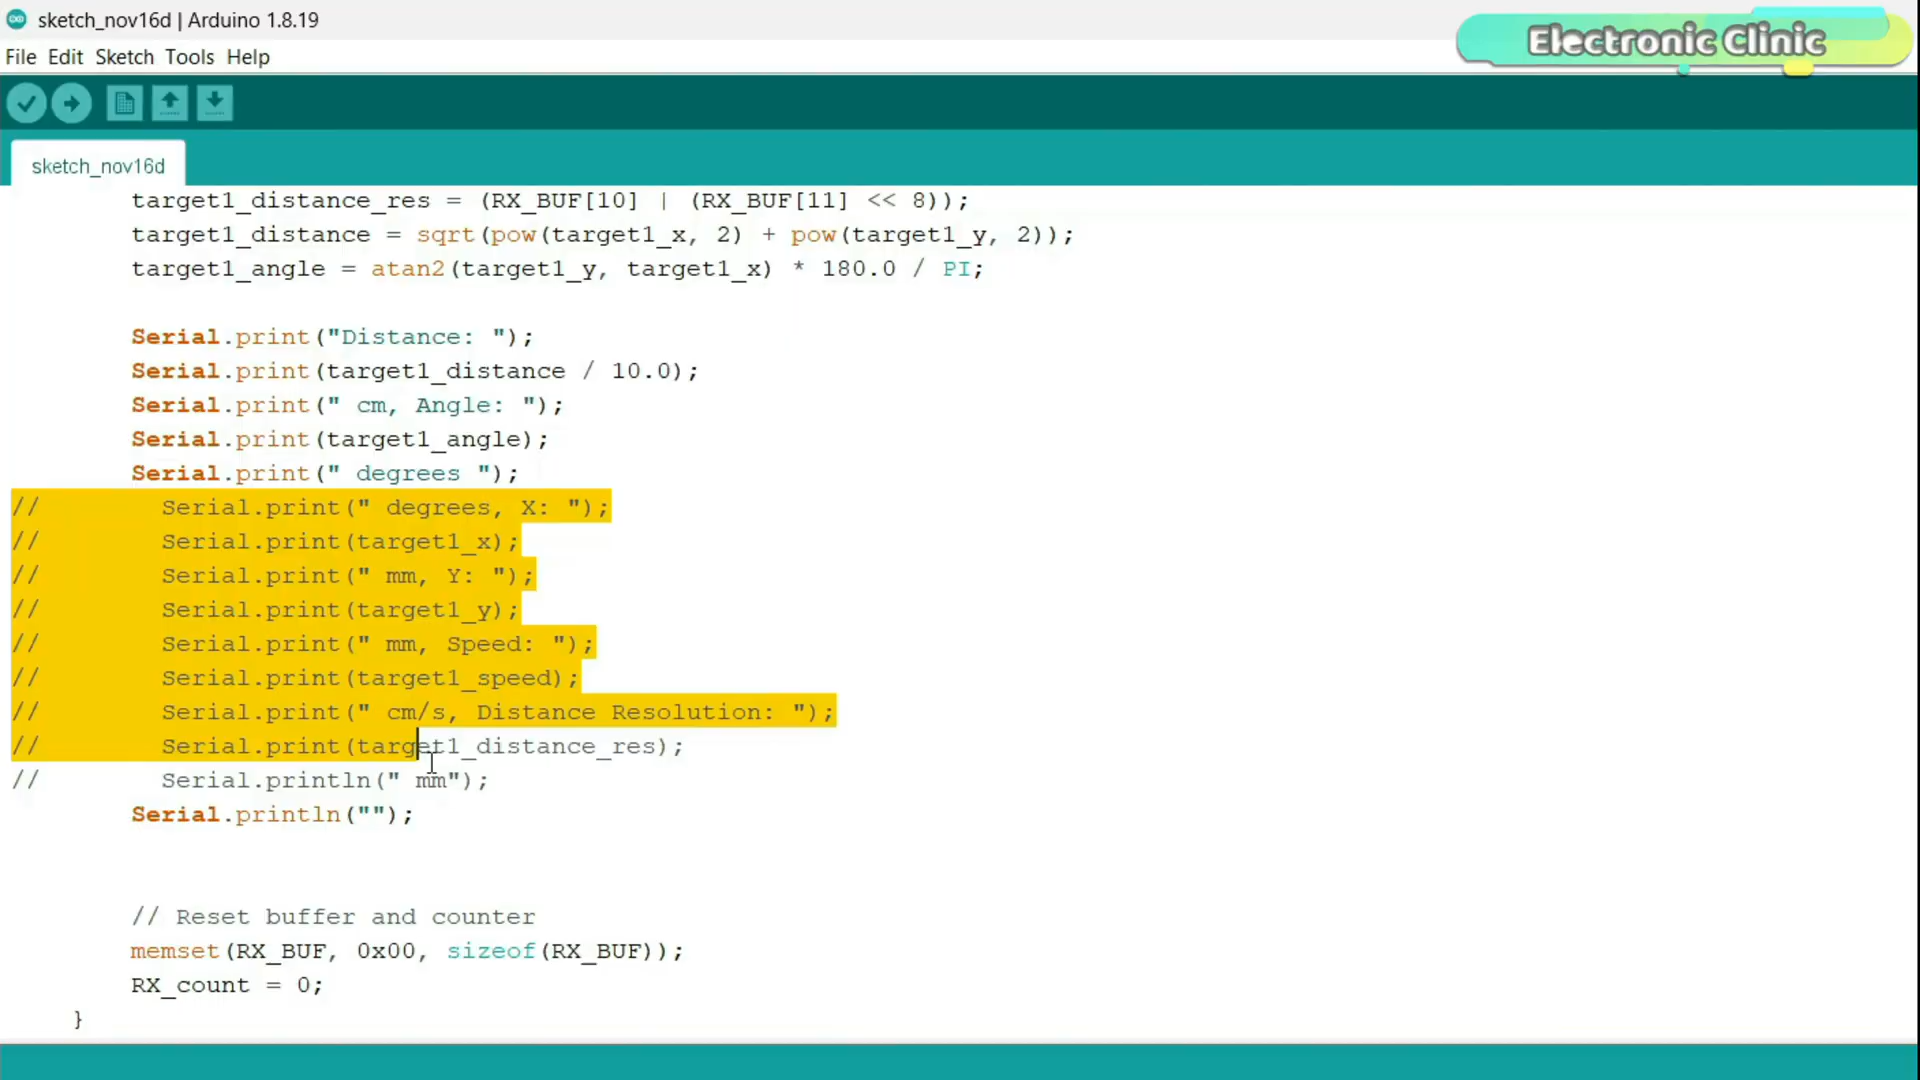 sketch_nov16d | Arduino 1.8.19
Electronic Clinic
File Edit Sketch Tools Help
sketch_nov16d
target1_distance_res = (RX_BUF[10] | (RX_BUF[11] << 8));
target1_distance = sqrt(pow(target1_x, 2) + pow(target1_y, 2));
target1_angle = atan2(target1_y, target1_x) * 180.0 / PI;
Serial.print("Distance: ");
Serial.print(target1_distance / 10.0);
Serial.print(" cm, Angle: ");
Serial.print(target1_angle);
Serial.print(" degrees ");
// Serial.print(" degrees, X: ");
// Serial.print(target1_x);
// Serial.print(" mm, Y: ");
// Serial.print(target1_y);
// Serial.print(" mm, Speed: ");
// Serial.print(target1_speed);
// Serial.print(" cm/s, Distance Resolution: ");
// Serial.print(target1_distance_res);
// Serial.println(" mm");
Serial.println("");
// Reset buffer and counter
memset(RX_BUF, 0x00, sizeof(RX_BUF));
RX_count = 0;
}